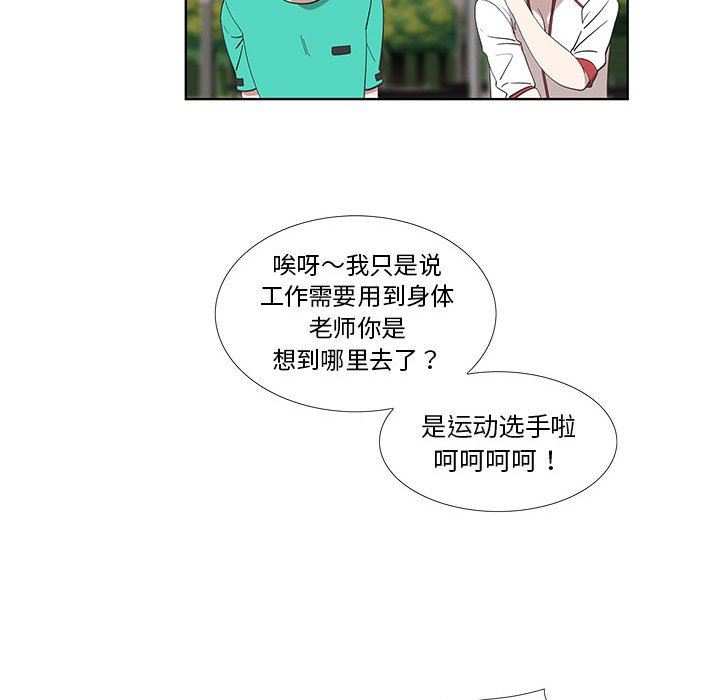 唉呀～我只是说
工作需要用到身体
老师你是
想到哪里去了？
是运动选手啦
呵呵呵呵！